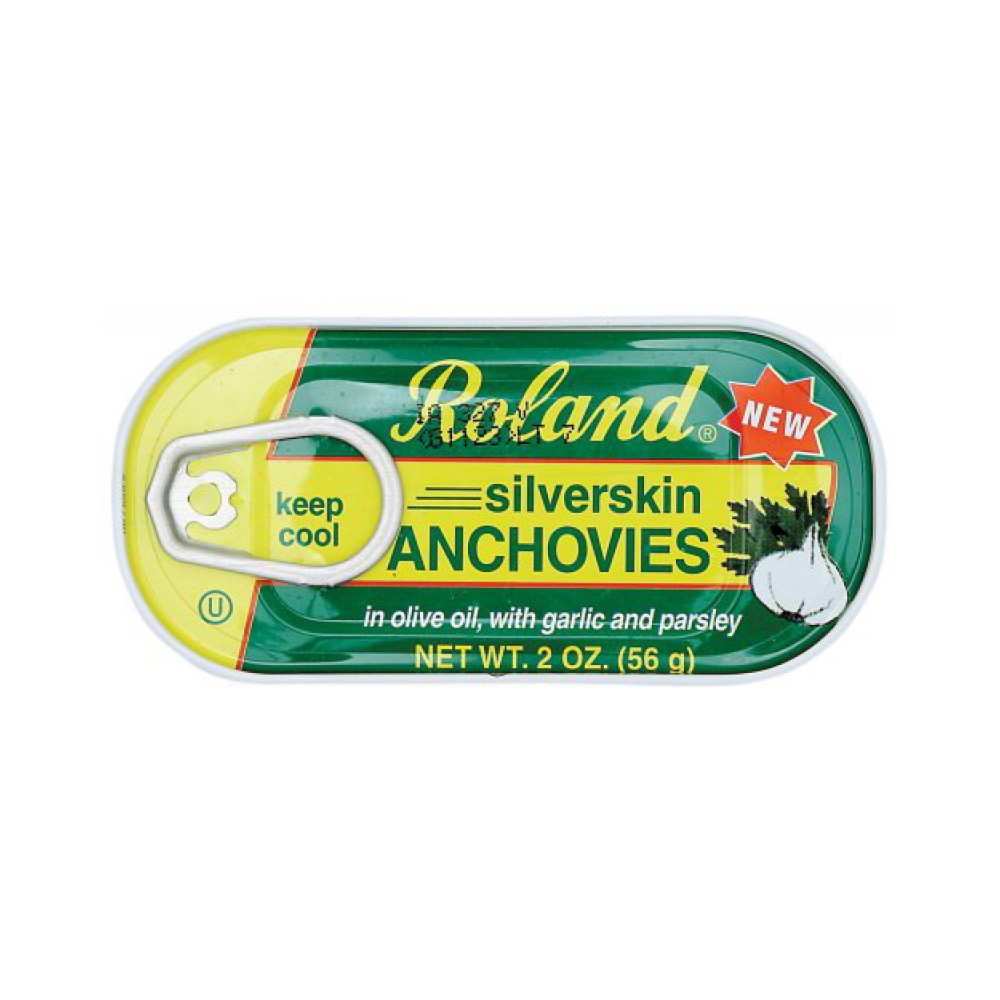 Roland®
NEW
keep
cool
silverskin
ANCHOVIES
U
in olive oil, with garlic and parsley
NET WT. 2 OZ. (56 g)